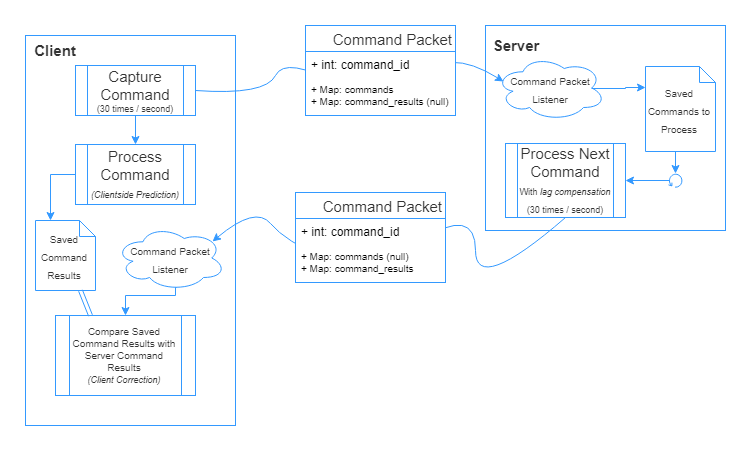 Client
Capture
Command
(30 times / second)
Process
Command
(Clientside Prediction)
Saved
Command
Results
Command Packet
Listener
Compare Saved
Command Results with
Server Command
Results
(Client Correction)
Command Packet
+ int: command_id
+ Map: commands
+ Map: command_results (null)
Command Packet
+ int: command_id
+ Map: commands (null)
+ Map: command_results
Server
Command Packet
Listener
Saved
Commands to
Process
Process Next
Command
With lag compensation
(30 times / second)